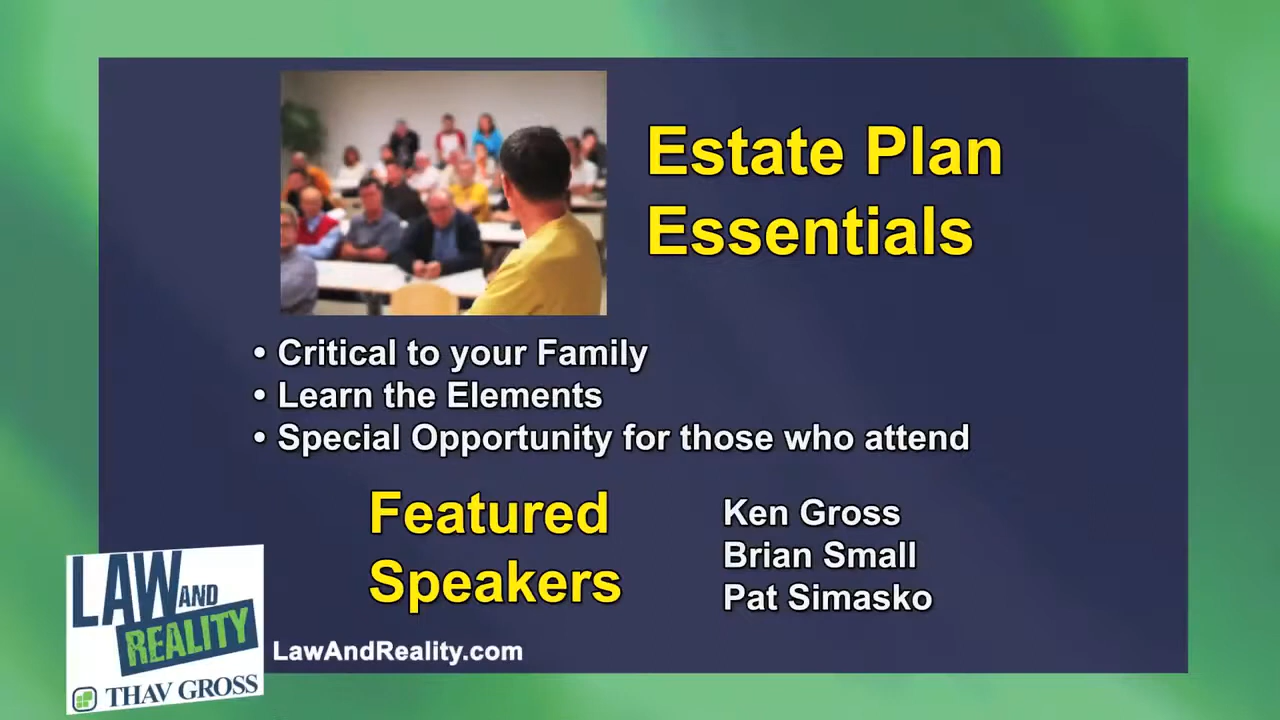 Estate Plan
Essentials
• Critical to your Family
• Learn the Elements
• Special Opportunity for those who attend
Featured
Speakers
Ken Gross
Brian Small
Pat Simasko
LAW AND
REALITY
THAV GROSS
LawAndReality.com